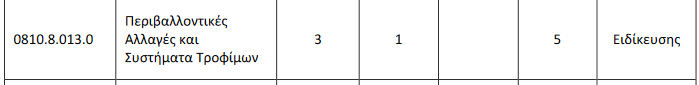 Περιβαλλοντικές
0810.8.013.0 Αλλαγές και 3 1 5 Ειδίκευσης
Συστήματα Τροφίμων